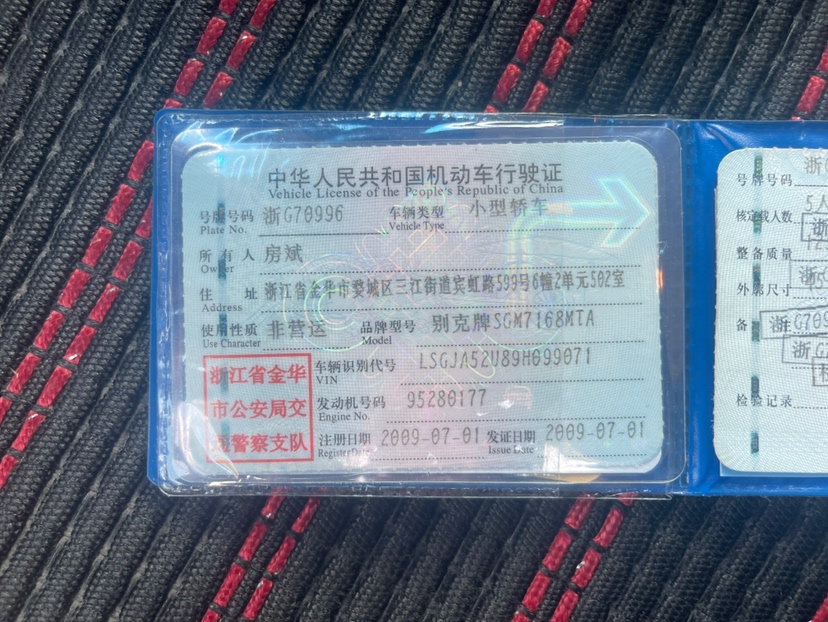 中华人民共和国机动车行驶证
Vehicle License of the People's Republic of China
号牌号码 浙G70996 车辆类型 小型轿车
Plate No. Vehicle Type
所有人 房斌
Owner
住址 浙江省金华市婺城区三江街道宾虹路599号6幢2单元502室
Address
使用性质 非营运 品牌型号 别克牌SGM7168MTA
Use Character Model
浙江省金华
市公安局交
通警察支队
车辆识别代号 LSGJA52U89H099071
VIN
发动机号码 95280177
Engine No.
注册日期 2009-07-01 发证日期 2009-07-01
Register Date Issue Date
号牌号码 浙G
核定载人数 5人
整备质量
外廓尺寸
备
检验记录